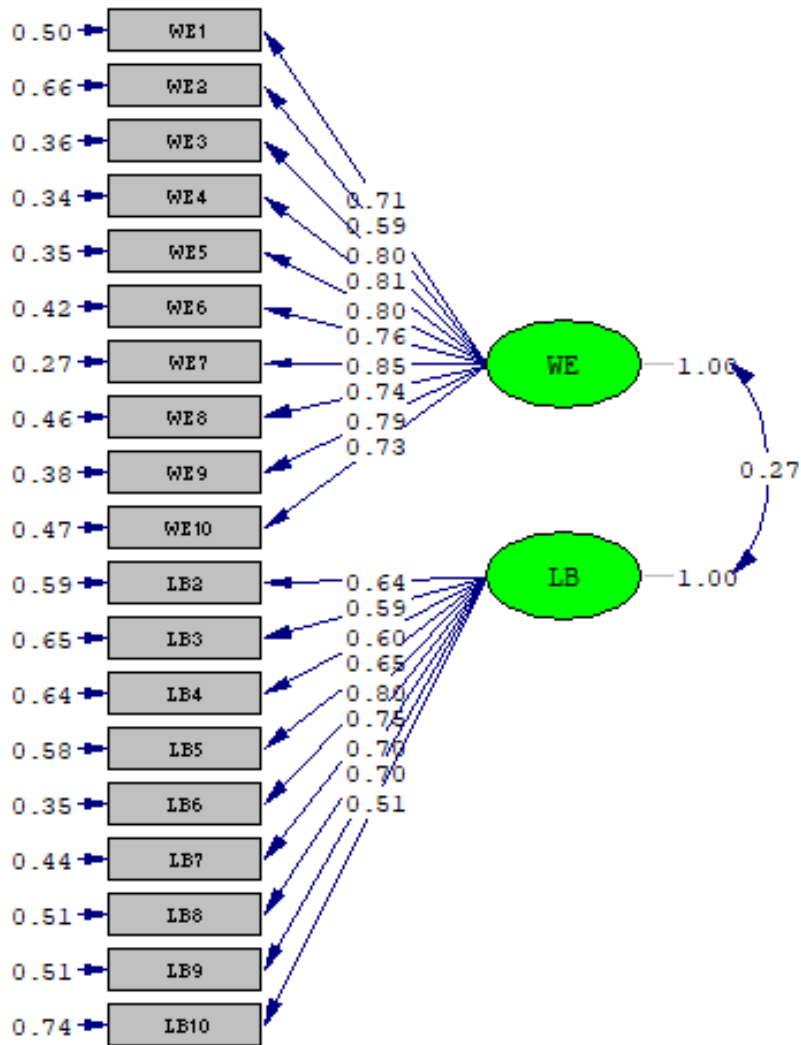 0.50 WE1
0.66 WE2
0.36 WE3
0.34 WE4
0.71
0.59
0.35 WE5
0.80
0.81
0.42 WE6
0.80
0.76
0.27 WE7 0.85 WE 1.00
0.74
0.46 WE8
0.79
0.73
0.38 WE9
0.27
0.47 WE10
0.59 LB2 0.64 LB 1.00
0.59
0.65 LB3 0.60
0.65
0.64 LB4
0.80
0.75
0.58 LB5 0.70
0.70
0.35 LB6 0.51
0.44 LB7
0.51 LB8
0.51 LB9
0.74 LB10